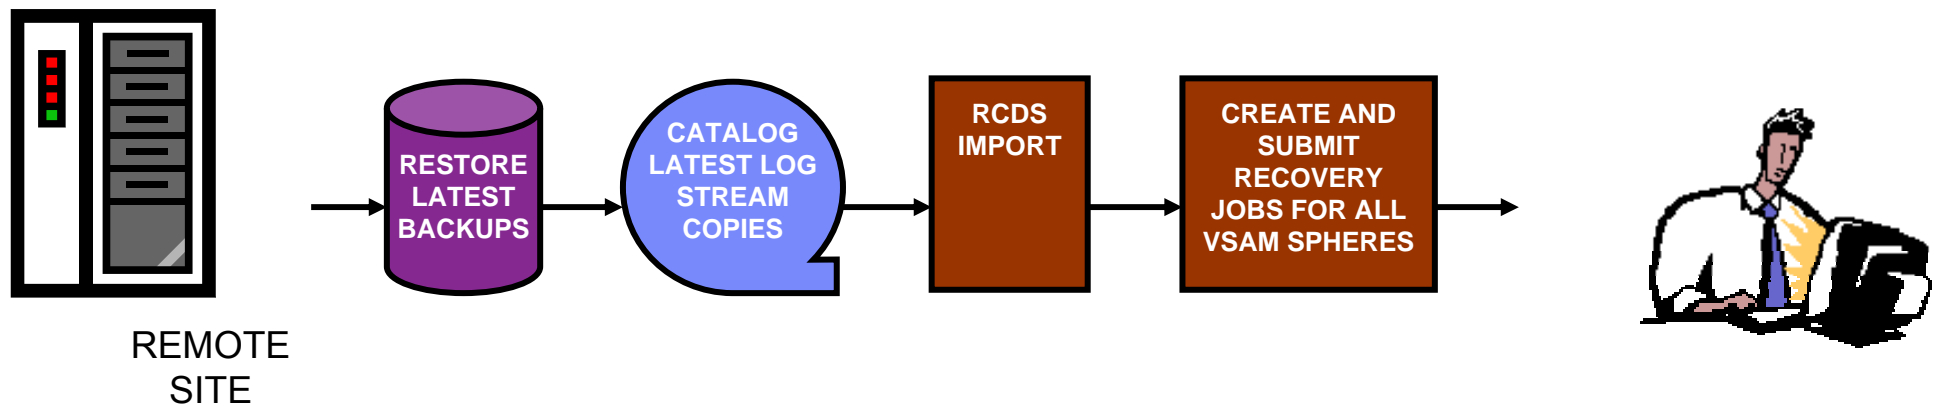 RESTORE
LATEST
BACKUPS
CATALOG
LATEST LOG
STREAM
COPIES
RCDS
IMPORT
CREATE AND
SUBMIT
RECOVERY
JOBS FOR ALL
VSAM SPHERES
REMOTE
SITE